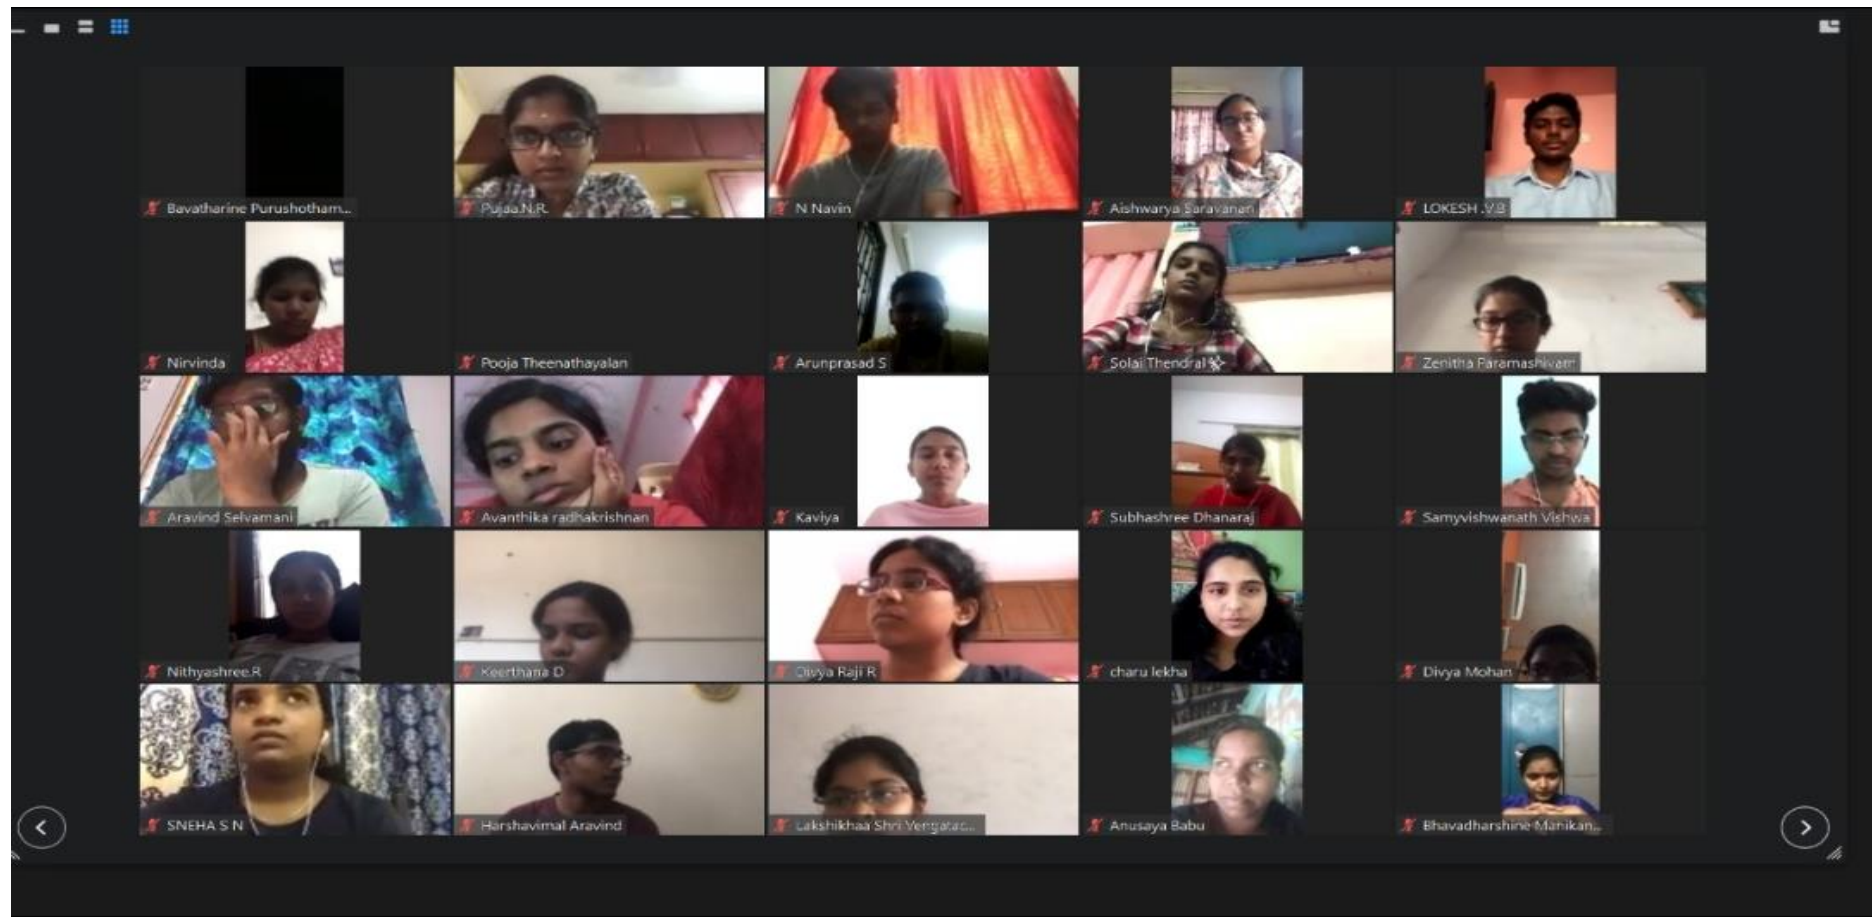 Bavatharine Purushotham...
Pujaa.N.R.
N Navin
Aishwarya Saravanan
LOKESH .V.B
Nirvinda
Pooja Theenathayalan
Arunprasad S
Solai Thendral
Zenitha Paramashivam
Aravind Selvamani
Avanthika radhakrishnan
Kaviya
Subhashree Dhanaraj
Samyvishwanath Vishwa
Nithyashree.R
Keerthana D
Divya Raji R
charu lekha
Divya Mohan
SNEHA S N
Harshavimal Aravind
Lakshikhaa Shri Vengatac...
Anusaya Babu
Bhavadharshine Manikan...